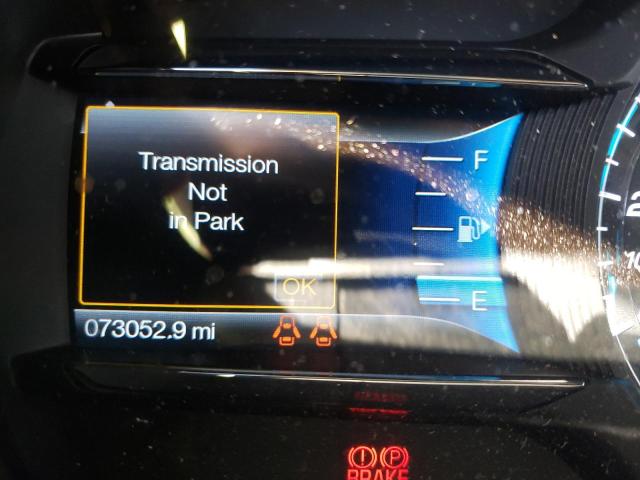 Transmission
Not
in Park
OK
F
E
073052.9 mi
(!) (P)
BRAKE